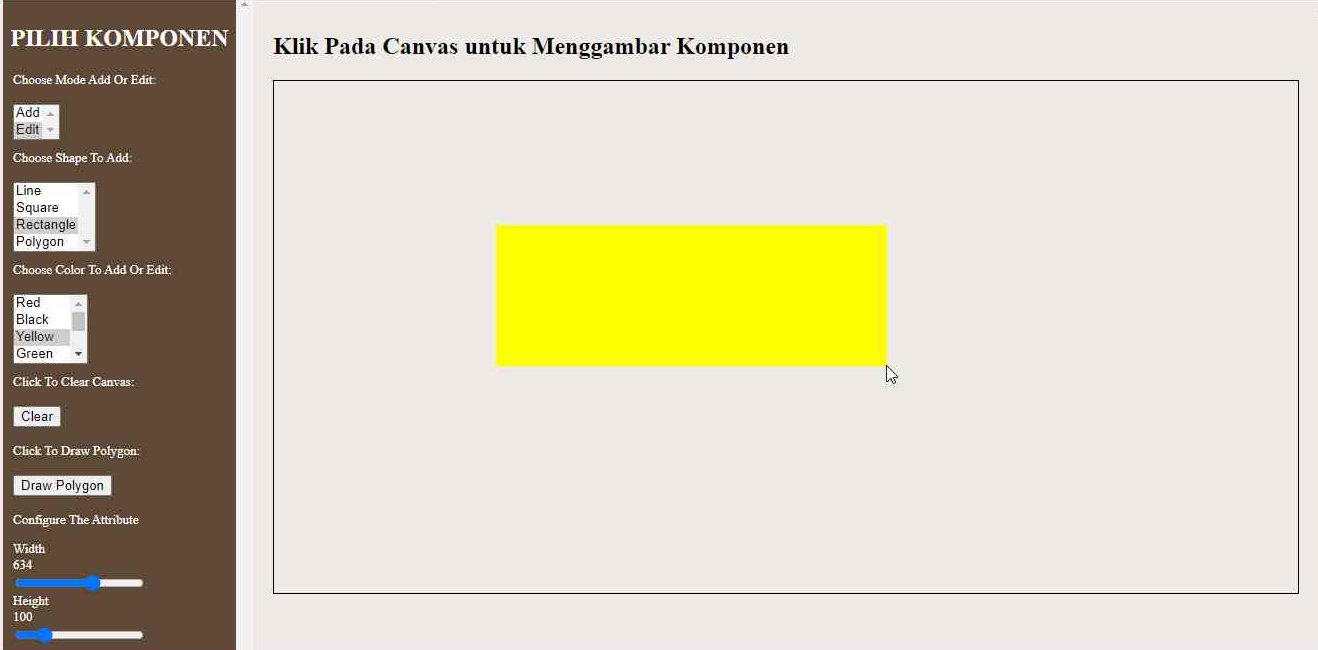 PILIH KOMPONEN
Choose Mode Add Or Edit:
Add
Edit
Choose Shape To Add:
Line
Square
Rectangle
Polygon
Choose Color To Add Or Edit:
Red
Black
Yellow
Green
Click To Clear Canvas:
Clear
Click To Draw Polygon:
Draw Polygon
Configure The Attribute
Width
634
Height
100
Klik Pada Canvas untuk Menggambar Komponen